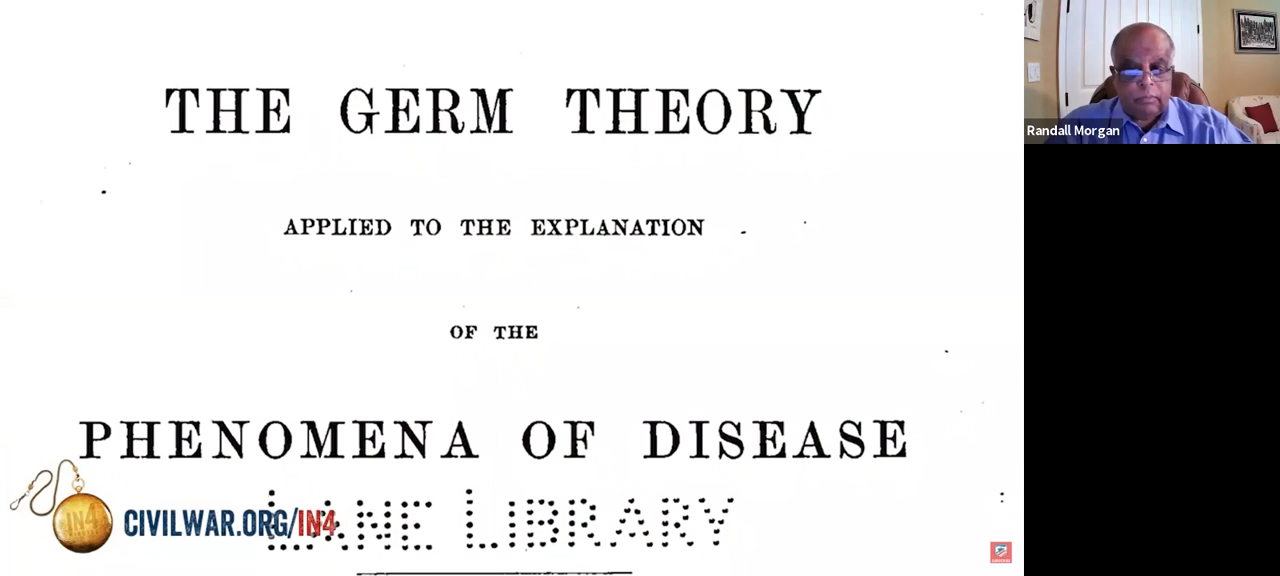 THE GERM THEORY
APPLIED TO THE EXPLANATION
OF THE
PHENOMENA OF DISEASE
LANE LIBRARY
IN4
CIVILWAR.ORG/IN4
Randall Morgan